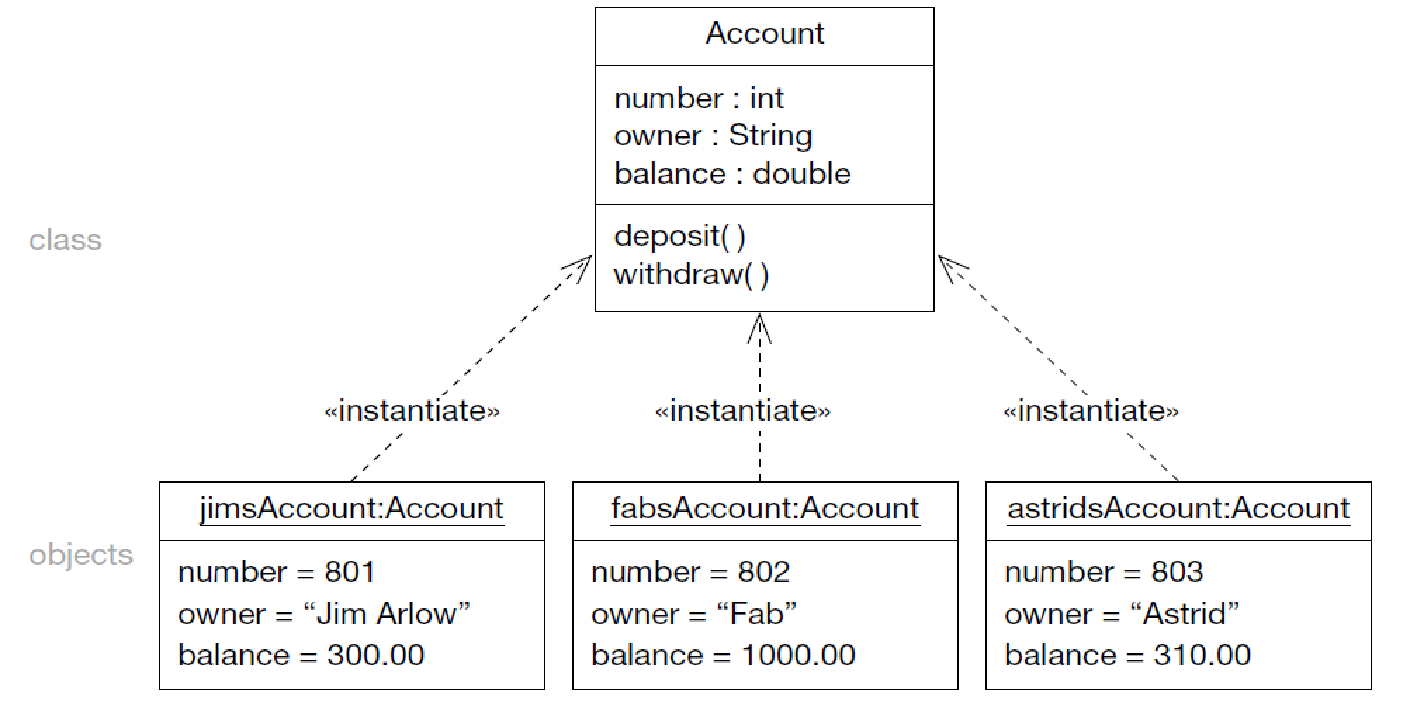 Account
number : int
owner : String
balance : double
class
deposit( )
withdraw( )
«instantiate»
«instantiate»
«instantiate»
jimsAccount:Account
fabsAccount:Account
astridsAccount:Account
objects
number = 801
owner = “Jim Arlow”
balance = 300.00
number = 802
owner = “Fab”
balance = 1000.00
number = 803
owner = “Astrid”
balance = 310.00